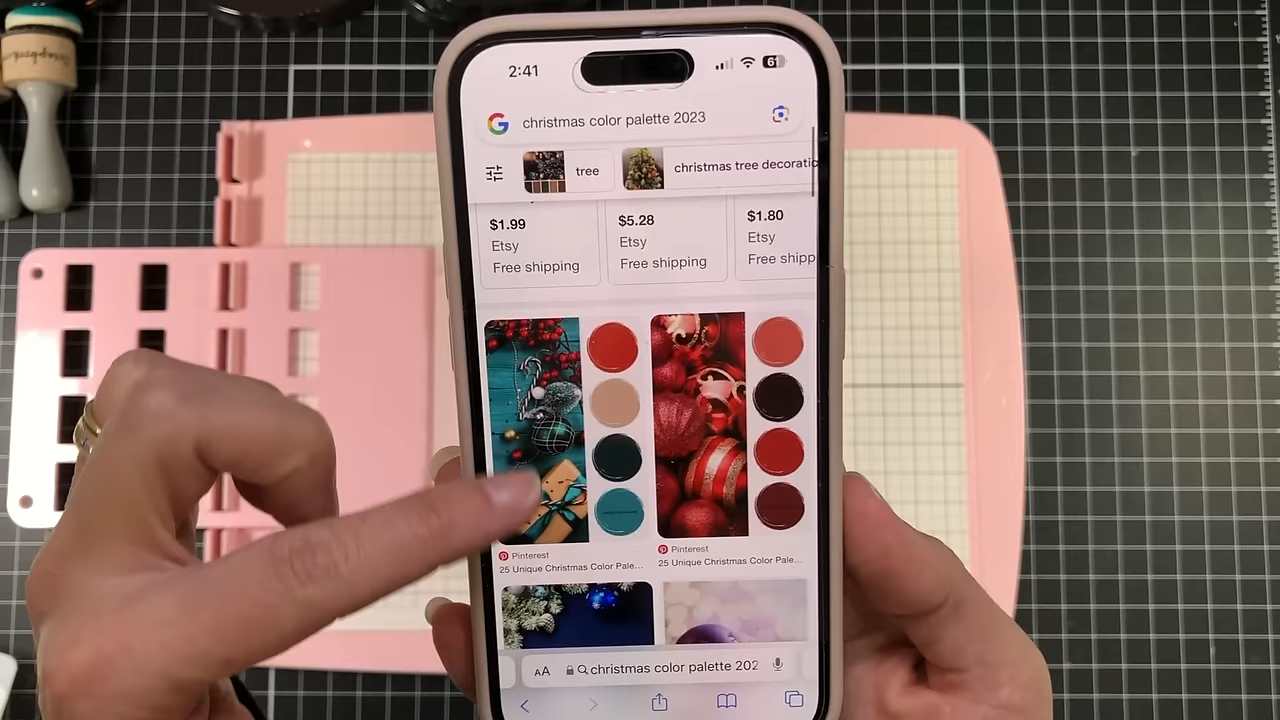 2:41
61
christmas color palette 2023
tree
christmas tree decoratic
$1.99
Etsy
Free shipping
$5.28
Etsy
Free shipping
$1.80
Etsy
Free shipp
Pinterest
25 Unique Christmas Color Pale...
Pinterest
25 Unique Christmas Color Pale...
AA
christmas color palette 202